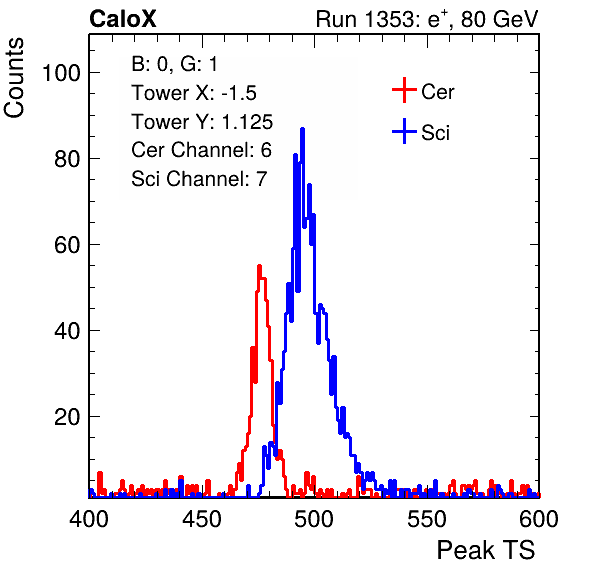 CaloX Run 1353: e⁺, 80 GeV
Counts
B: 0, G: 1
Tower X: -1.5
Tower Y: 1.125
Cer Channel: 6
Sci Channel: 7
Cer
Sci
100
80
60
40
20
400 450 500 550 600
Peak TS